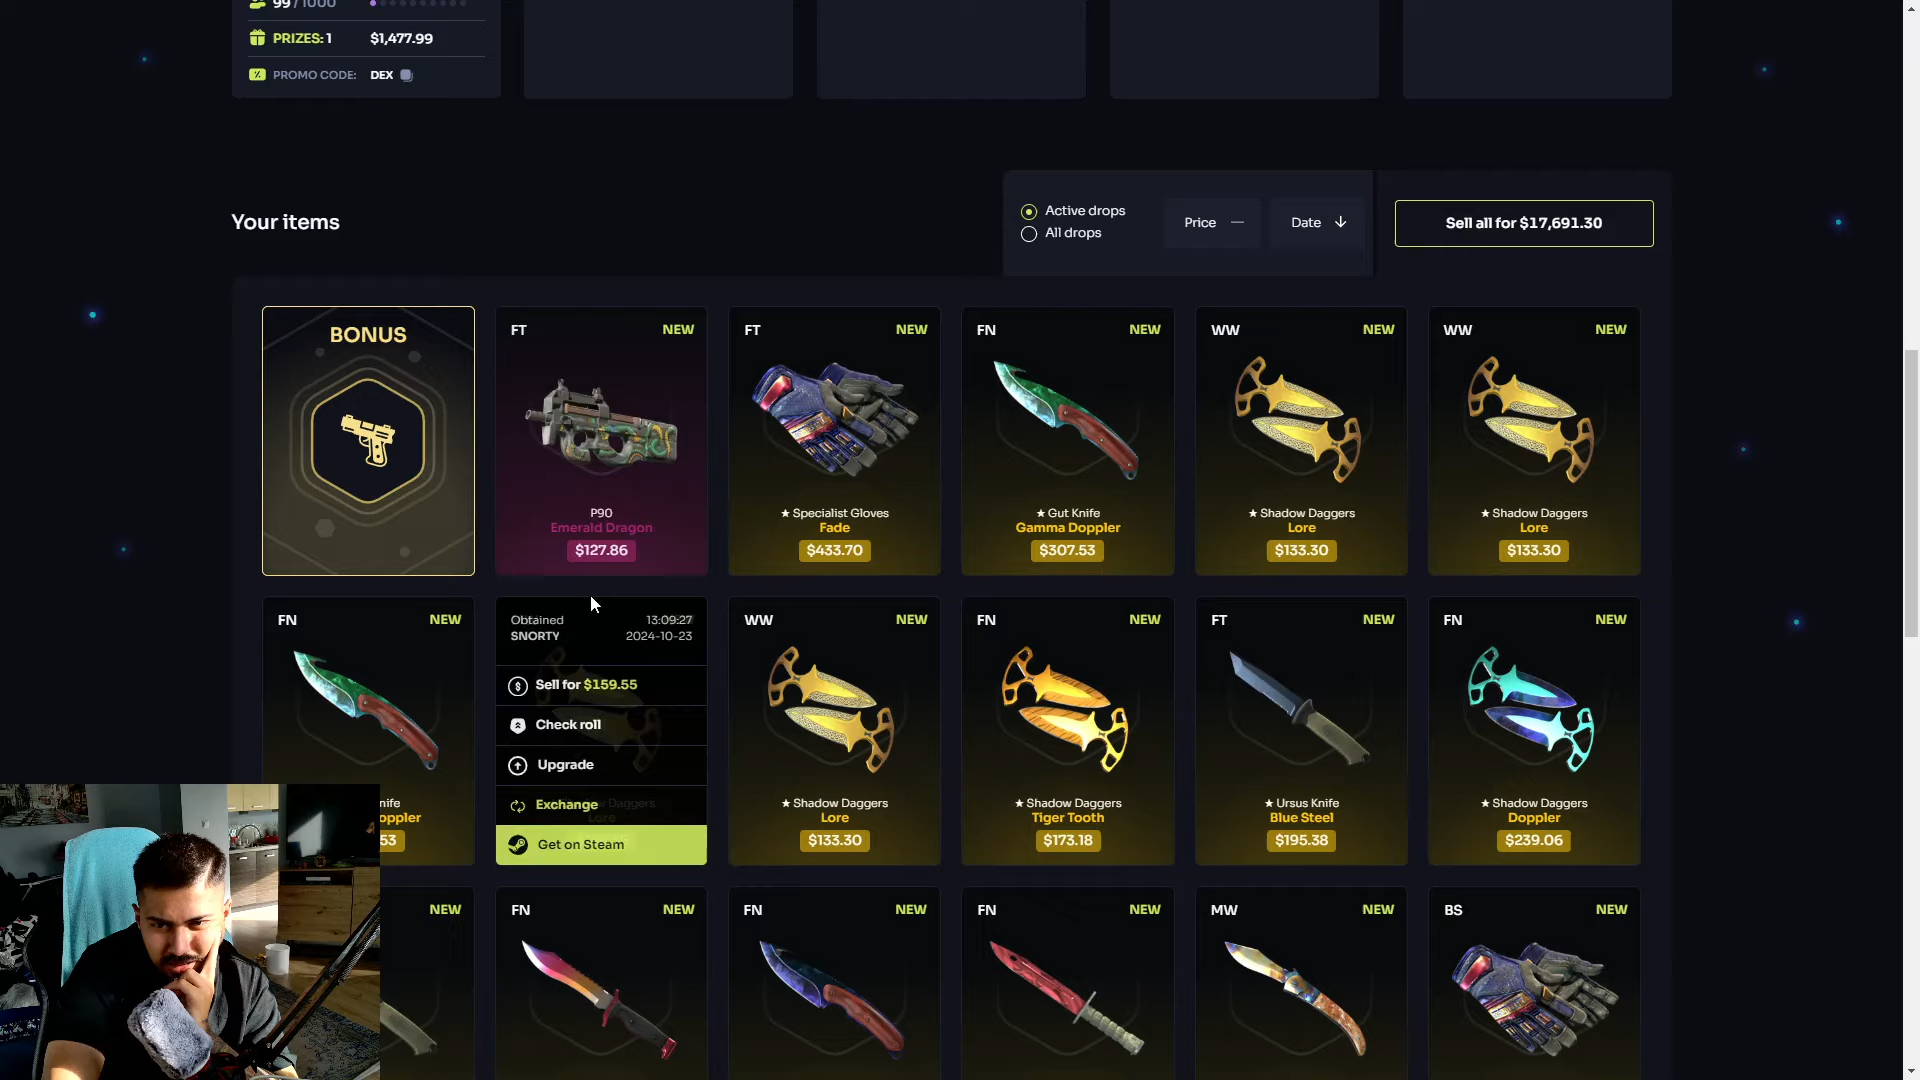 99 / 1000
PRIZES: 1 $1,477.99
PROMO CODE: DEX
Your items
Active drops
All drops
Price
Date
Sell all for $17,691.30
BONUS
FT NEW
P90
Emerald Dragon
$127.86
FT NEW
★ Specialist Gloves
Fade
$433.70
FN NEW
★ Gut Knife
Gamma Doppler
$307.53
WW NEW
★ Shadow Daggers
Lore
$133.30
WW NEW
★ Shadow Daggers
Lore
$133.30
FN NEW
nife
oppler
53
Obtained 13:09:27
SNORTY 2024-10-23
Sell for $159.55
Check roll
Upgrade
Exchange
Get on Steam
WW NEW
★ Shadow Daggers
Lore
$133.30
FN NEW
★ Shadow Daggers
Tiger Tooth
$173.18
FT NEW
★ Ursus Knife
Blue Steel
$195.38
FN NEW
★ Shadow Daggers
Doppler
$239.06
NEW
FN NEW
FN NEW
FN NEW
MW NEW
BS NEW